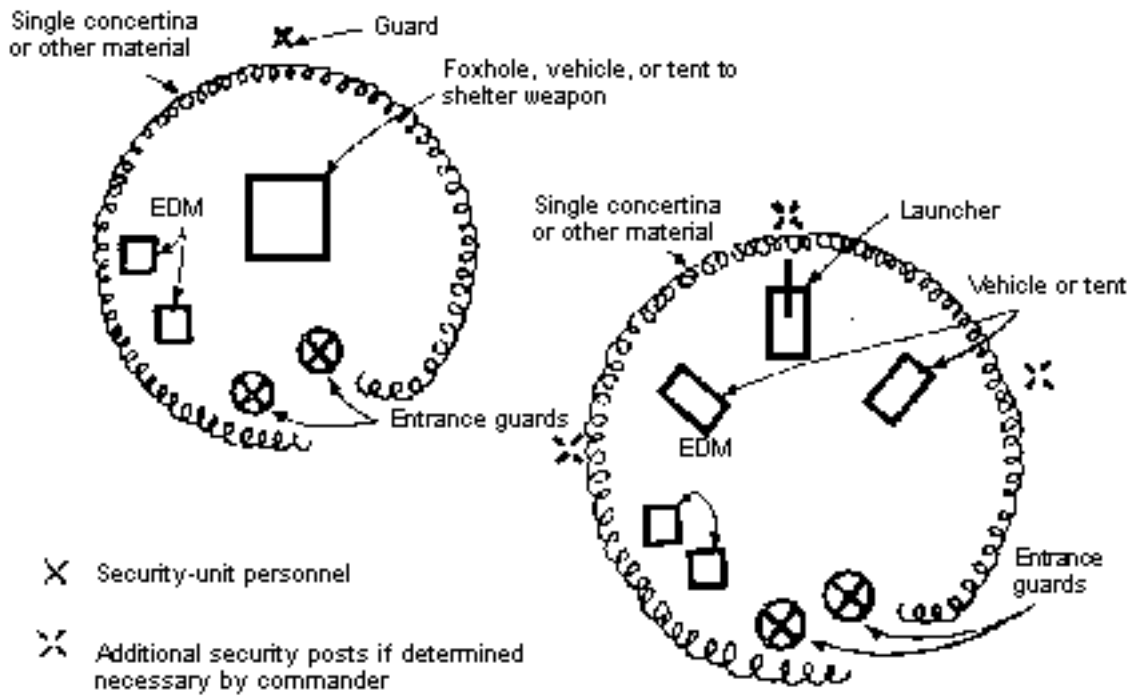 Single concertina
or other material
Guard
Foxhole, vehicle, or tent to
shelter weapon
EDM
Entrance guards
Single concertina
or other material
Launcher
Vehicle or tent
EDM
Entrance
guards
Security-unit personnel
Additional security posts if determined
necessary by commander